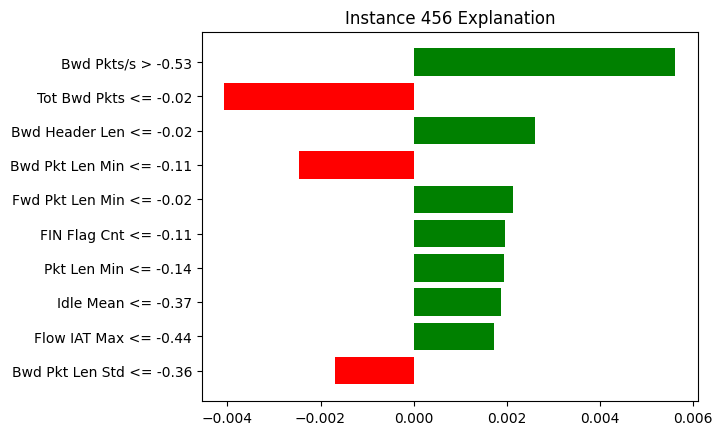 Instance 456 Explanation
Bwd Pkts/s > -0.53
Tot Bwd Pkts <= -0.02
Bwd Header Len <= -0.02
Bwd Pkt Len Min <= -0.11
Fwd Pkt Len Min <= -0.02
FIN Flag Cnt <= -0.11
Pkt Len Min <= -0.14
Idle Mean <= -0.37
Flow IAT Max <= -0.44
Bwd Pkt Len Std <= -0.36
−0.004 −0.002 0.000 0.002 0.004 0.006